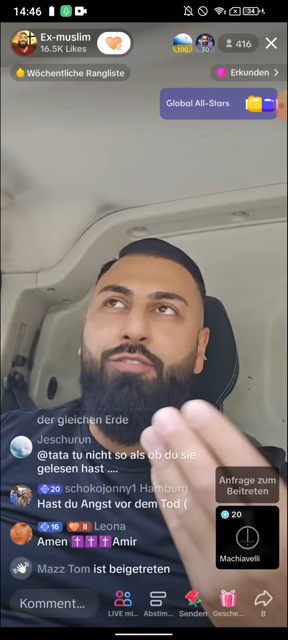 14:46
34
Ex-muslim
16.5K Likes
100
30
416
Wöchentliche Rangliste
Erkunden >
Global All-Stars
der gleichen Erde
Jeschurun
@tata tu nicht so als ob du sie
gelesen hast ....
20 schokojonny1 Hamburg
Hast du Angst vor dem Tod (
16 II Leona
Amen ✝️✝️✝️Amir
Mazz Tom ist beigetreten
Anfrage zum
Beitreten
20
Machiavelli
Komment...
LIVE mi...
Abstim...
Senden
Gesche...
8